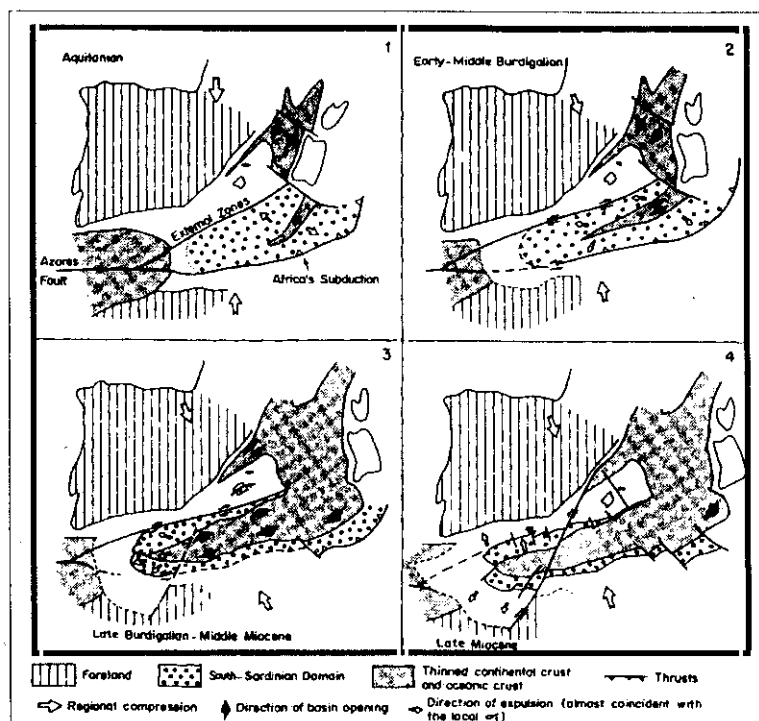 Aquitanian
1
External Zones
Azores
Fault
Africa's Subduction
Early-Middle Burdigalian
2
3
Late Burdigalian - Middle Miocene
4
Late Miocene
Foreland
South-Sardinian Domain
Thinned continental crust
and oceanic crust
Thrusts
Regional compression
Direction of basin opening
Direction of expulsion (almost coincident with
the local